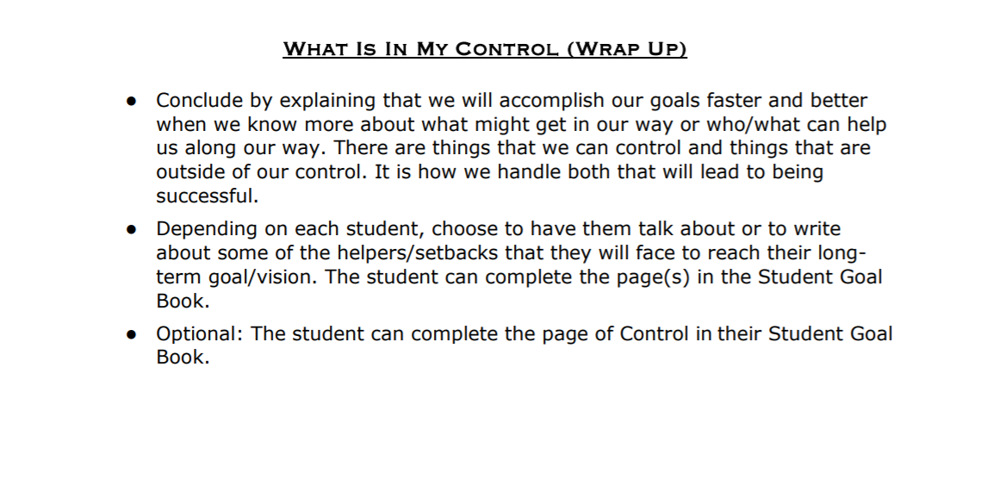 What Is In My Control (Wrap Up)
● Conclude by explaining that we will accomplish our goals faster and better
when we know more about what might get in our way or who/what can help
us along our way. There are things that we can control and things that are
outside of our control. It is how we handle both that will lead to being
successful.
● Depending on each student, choose to have them talk about or to write
about some of the helpers/setbacks that they will face to reach their long-
term goal/vision. The student can complete the page(s) in the Student Goal
Book.
● Optional: The student can complete the page of Control in their Student Goal
Book.